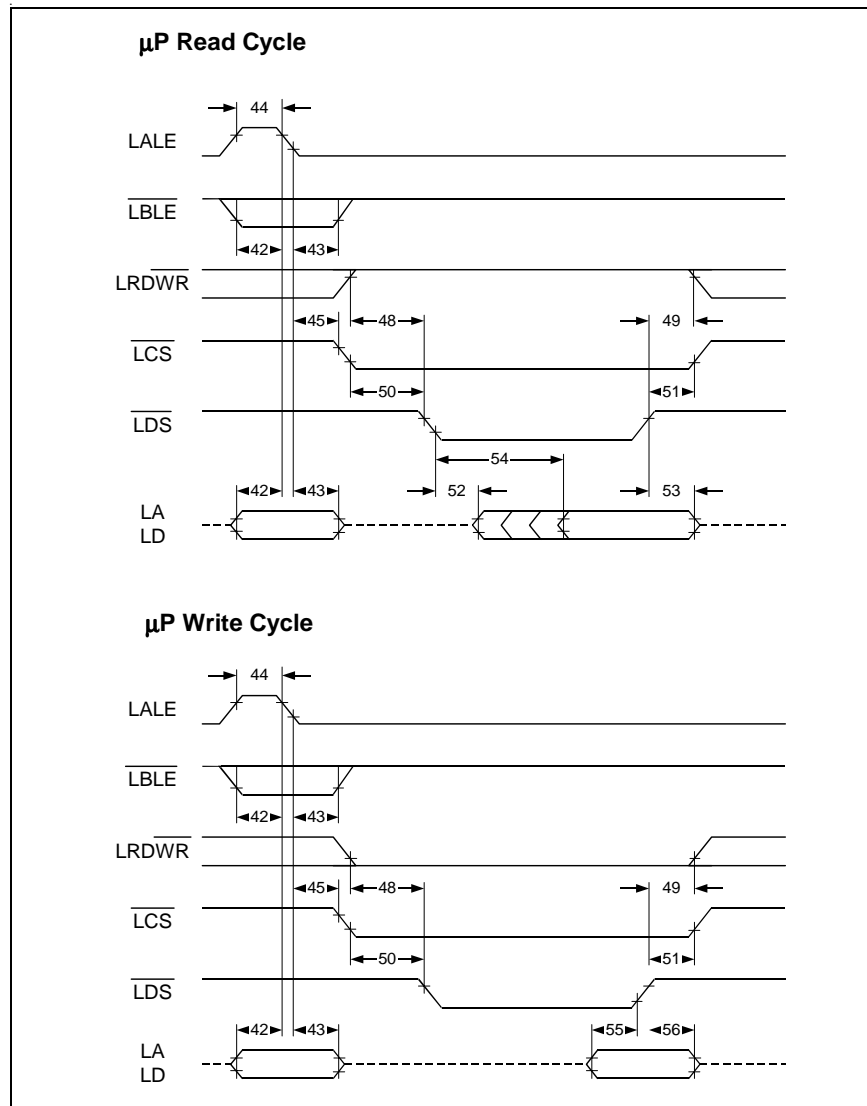 μP Read Cycle
44
LALE
LBLE
42 43
LRDWR
45 48 49
LCS
50 51
LDS
54
42 43 52 53
LA
LD
μP Write Cycle
44
LALE
LBLE
42 43
LRDWR
45 48 49
LCS
50 51
LDS
42 43 55 56
LA
LD